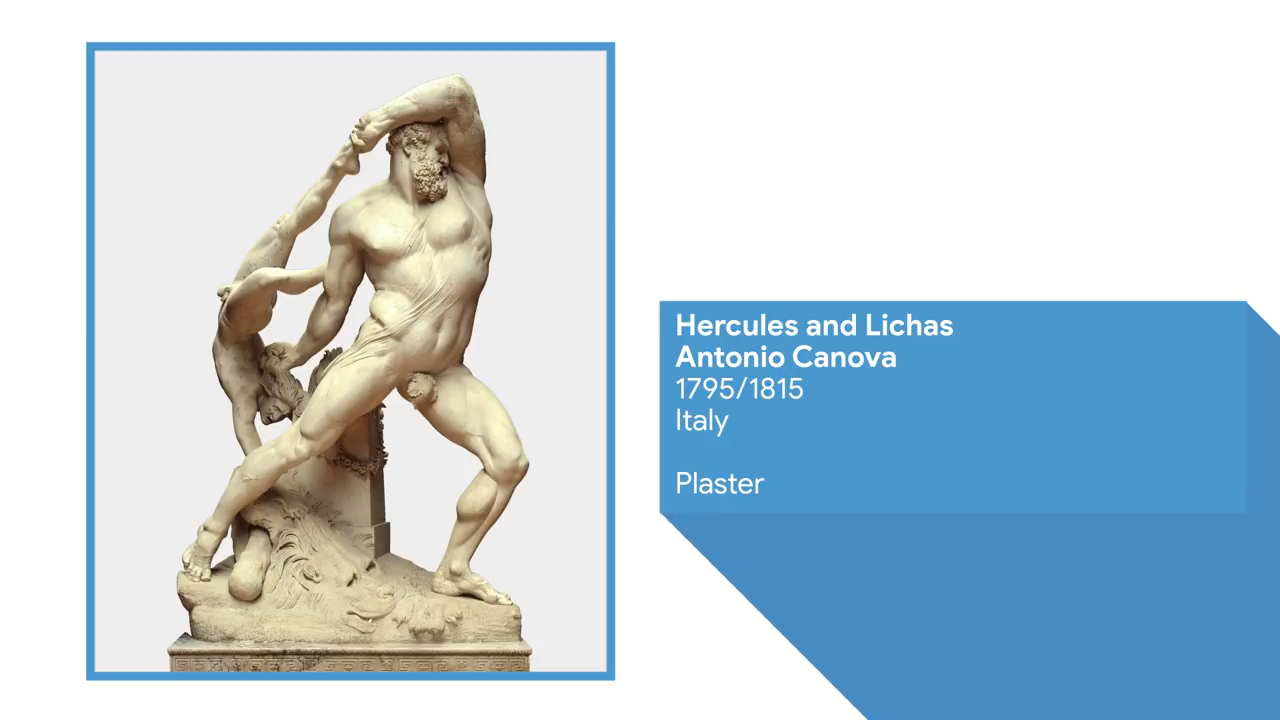 Hercules and Lichas
Antonio Canova
1795/1815
Italy
Plaster